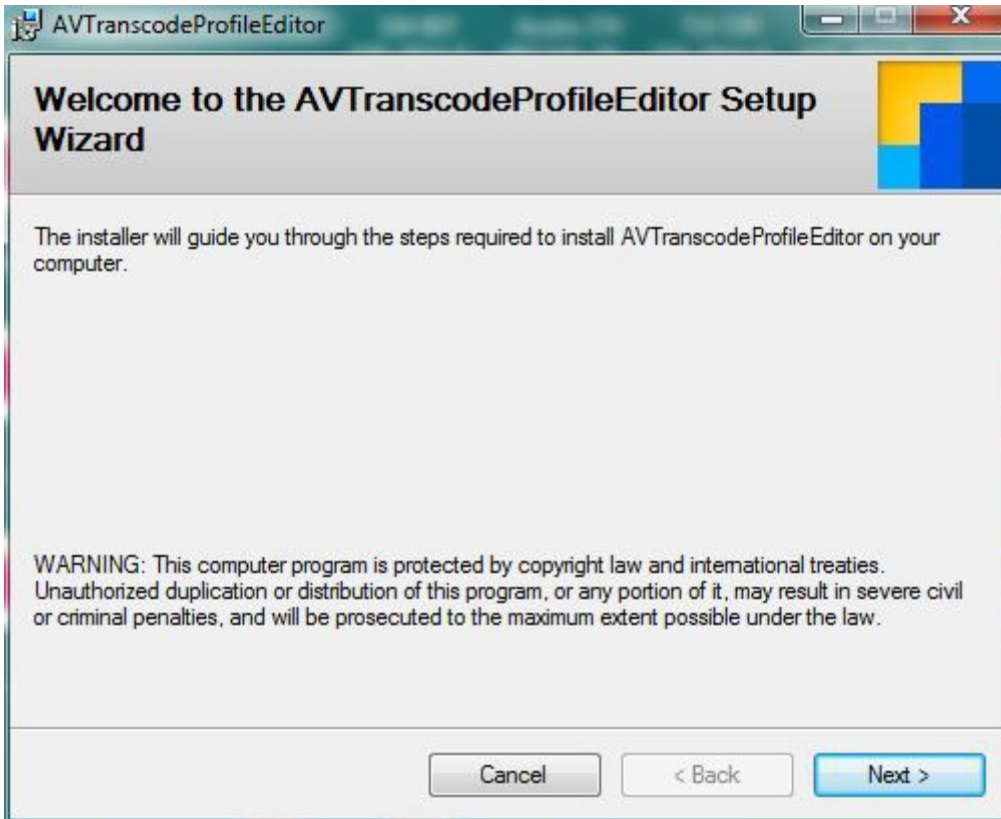 AVTranscodeProfileEditor
Welcome to the AVTranscodeProfileEditor Setup
Wizard
The installer will guide you through the steps required to install AVTranscodeProfileEditor on your
computer.
WARNING: This computer program is protected by copyright law and international treaties.
Unauthorized duplication or distribution of this program, or any portion of it, may result in severe civil
or criminal penalties, and will be prosecuted to the maximum extent possible under the law.
Cancel
< Back
Next >